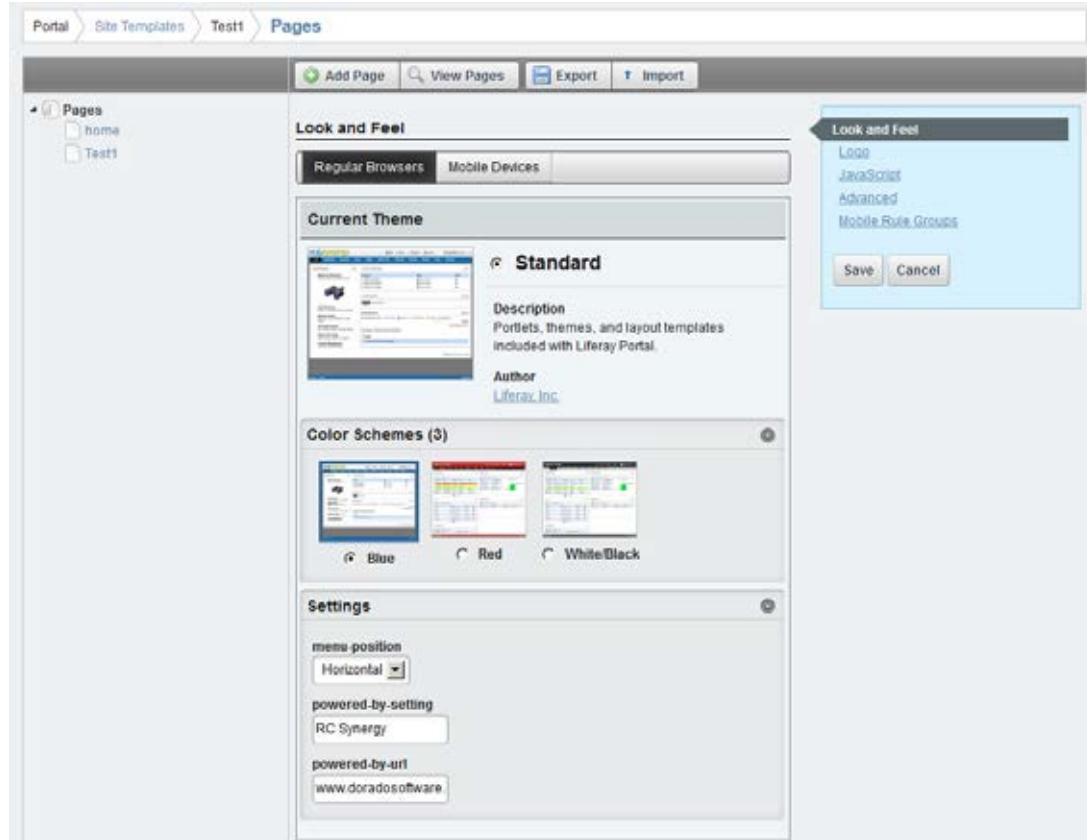 Portal Site Templates Test1 Pages
Add Page View Pages Export Import
Pages
home
Test1
Look and Feel
Regular Browsers Mobile Devices
Current Theme
Standard
Description
Portlets, themes, and layout templates
included with Liferay Portal.
Author
Liferay, Inc.
Color Schemes (3)
Blue Red White/Black
Settings
menu-position
Horizontal
powered-by-setting
RC Synergy
powered-by-url
www.doradosoftware.
Look and Feel
Logo
JavaScript
Advanced
Mobile Rule Groups
Save Cancel